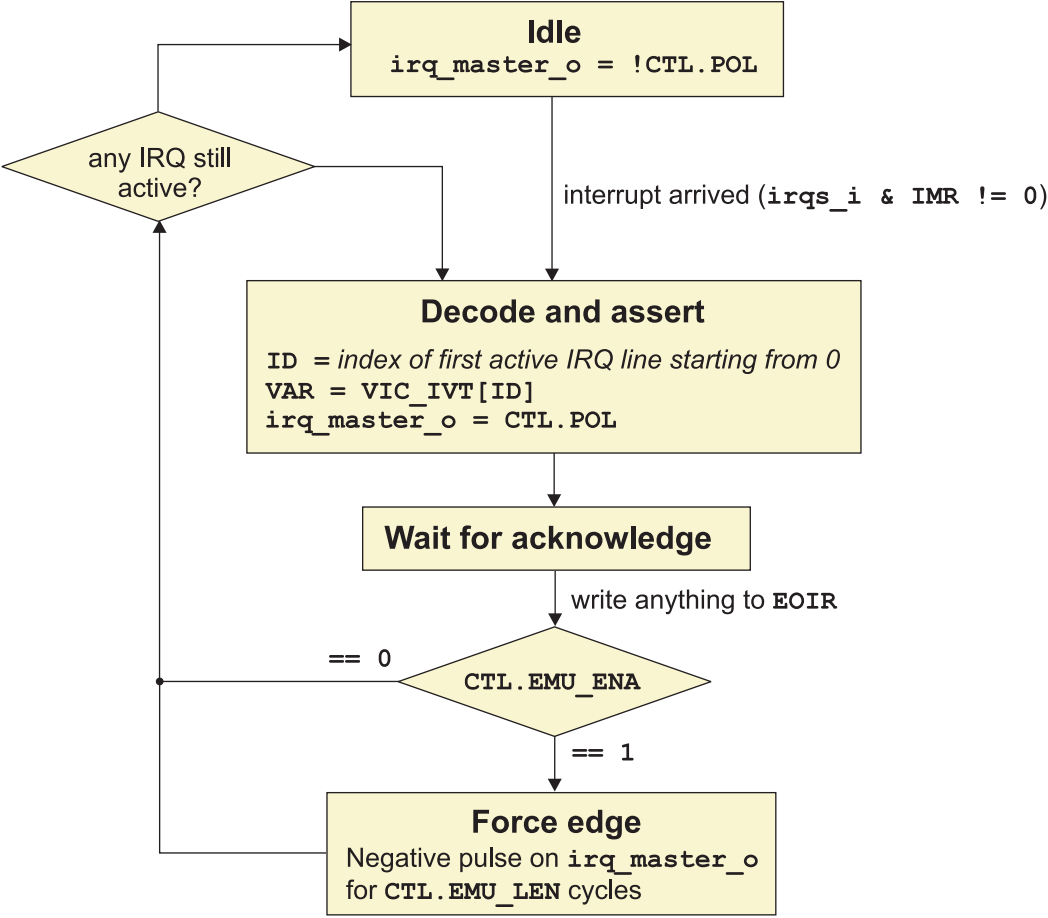 Idle
irq_master_o = !CTL.POL
any IRQ still
active?
interrupt arrived (irqs_i & IMR != 0)
Decode and assert
ID = index of first active IRQ line starting from 0
VAR = VIC_IVT[ID]
irq_master_o = CTL.POL
Wait for acknowledge
write anything to EOIR
== 0
CTL.EMU_ENA
== 1
Force edge
Negative pulse on irq_master_o
for CTL.EMU_LEN cycles